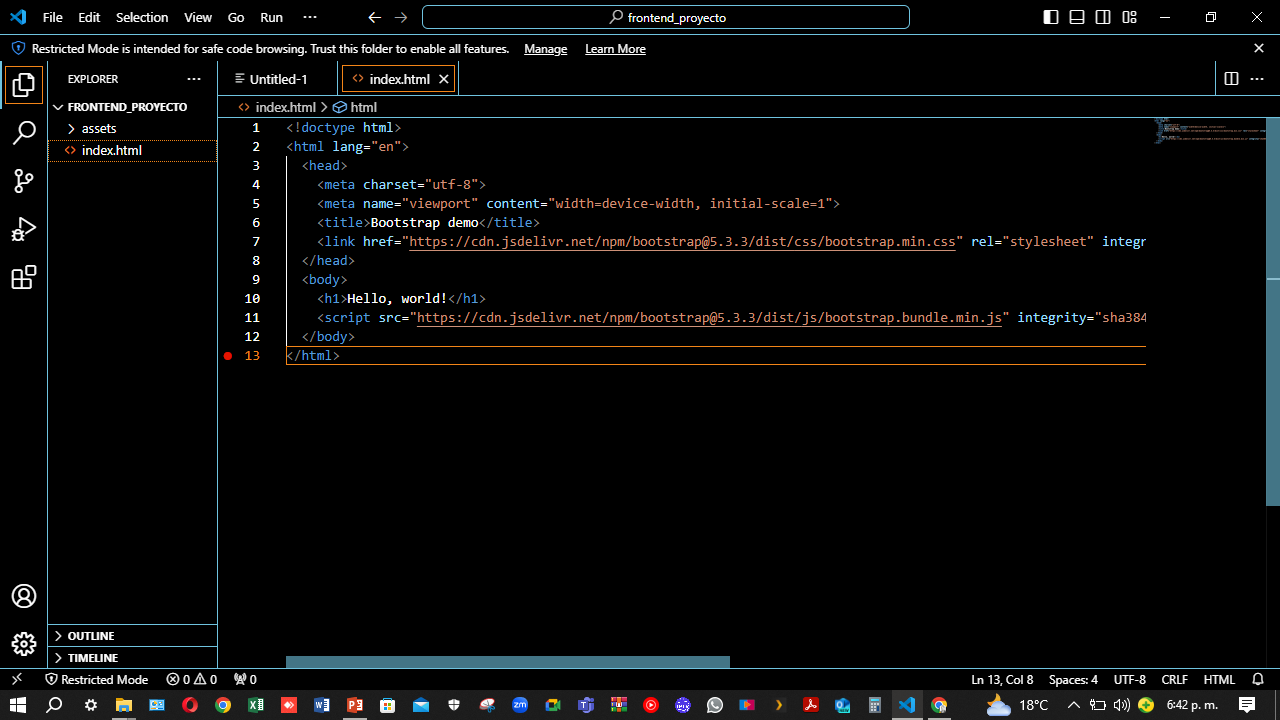 File Edit Selection View Go Run ··· frontend_proyecto
Restricted Mode is intended for safe code browsing. Trust this folder to enable all features. Manage Learn More
EXPLORER ···
Untitled-1 index.html
FRONTEND_PROYECTO
index.html > html
assets
index.html
1 <!doctype html>
2 <html lang="en">
3 <head>
4 <meta charset="utf-8">
5 <meta name="viewport" content="width=device-width, initial-scale=1">
6 <title>Bootstrap demo</title>
7 <link href="https://cdn.jsdelivr.net/npm/bootstrap@5.3.3/dist/css/bootstrap.min.css" rel="stylesheet" integr
8 </head>
9 <body>
10 <h1>Hello, world!</h1>
11 <script src="https://cdn.jsdelivr.net/npm/bootstrap@5.3.3/dist/js/bootstrap.bundle.min.js" integrity="sha384
12 </body>
13 </html>
OUTLINE
TIMELINE
Restricted Mode 0 0 0 Ln 13, Col 8 Spaces: 4 UTF-8 CRLF HTML
18°C 6:42 p. m.